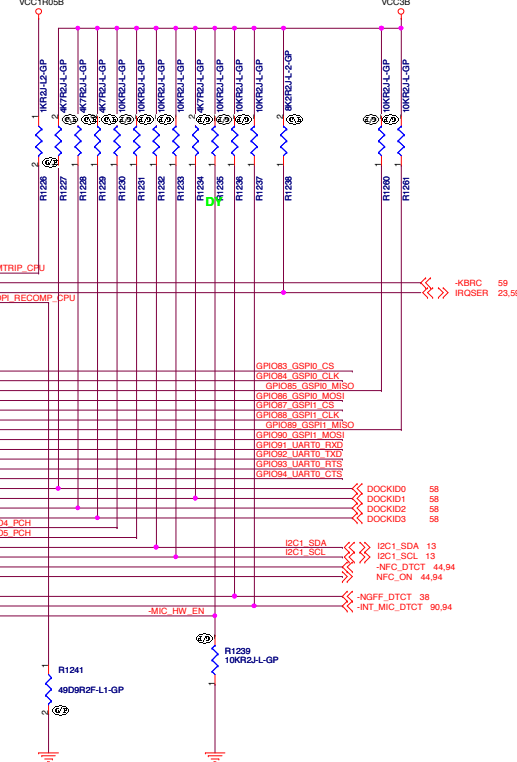 VCC1R05B
VCC3B
1KR2J-L2-GP
4K7R2J-L-GP
4K7R2J-L-GP
4K7R2J-L-GP
10KR2J-L-GP
10KR2J-L-GP
10KR2J-L-GP
10KR2J-L-GP
4K7R2J-L-GP
10KR2J-L-GP
10KR2J-L-GP
10KR2J-L-GP
8K2R2J-L-2-GP
10KR2J-L-GP
10KR2J-L-GP
R1226
R1227
R1228
R1229
R1230
R1231
R1232
R1233
R1234
R1235
R1236
R1237
R1238
R1260
R1261
DY
MTRIP_CPU
-KBRC 59
IRQSER 23,59
OPI_RECOMP_CPU
GPIO83_GSPI0_CS
GPIO84_GSPI0_CLK
GPIO85_GSPI0_MISO
GPIO86_GSPI0_MOSI
GPIO87_GSPI1_CS
GPIO88_GSPI1_CLK
GPIO89_GSPI1_MISO
GPIO90_GSPI1_MOSI
GPIO91_UART0_RXD
GPIO92_UART0_TXD
GPIO93_UART0_RTS
GPIO94_UART0_CTS
DOCKID0 58
DOCKID1 58
DOCKID2 58
DOCKID3 58
04_PCH
05_PCH
I2C1_SDA I2C1_SDA 13
I2C1_SCL I2C1_SCL 13
-NFC_DTCT 44,94
NFC_ON 44,94
-NGFF_DTCT 38
-INT_MIC_DTCT 90,94
-MIC_HW_EN
R1239
10KR2J-L-GP
R1241
49D9R2F-L1-GP